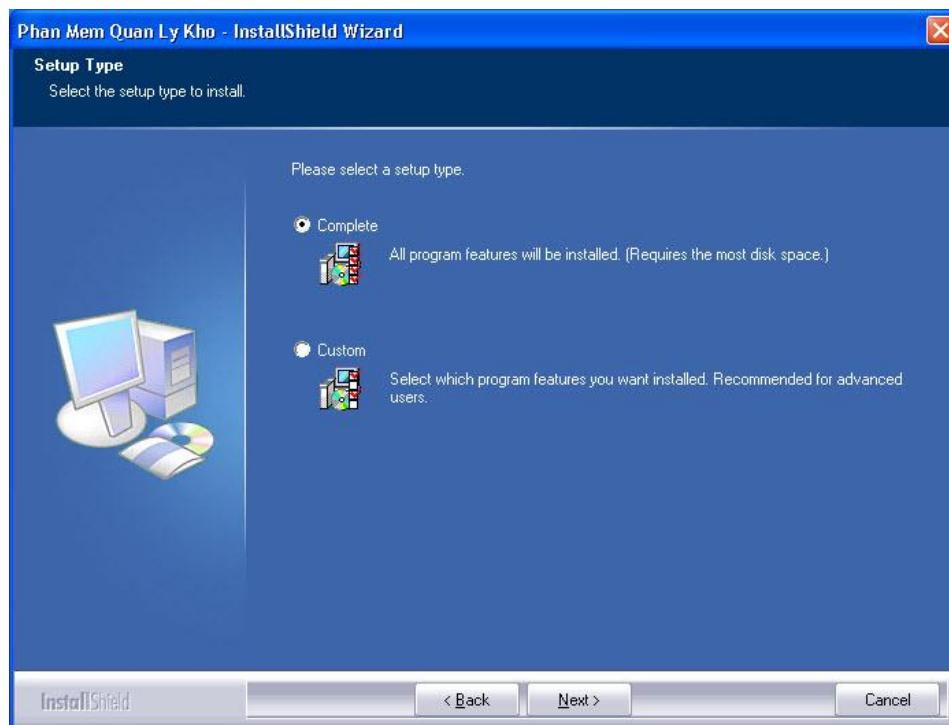 Phan Mem Quan Ly Kho - InstallShield Wizard
Setup Type
Select the setup type to install.
Please select a setup type.
Complete
All program features will be installed. (Requires the most disk space.)
Custom
Select which program features you want installed. Recommended for advanced
users.
InstallShield
< Back
Next >
Cancel